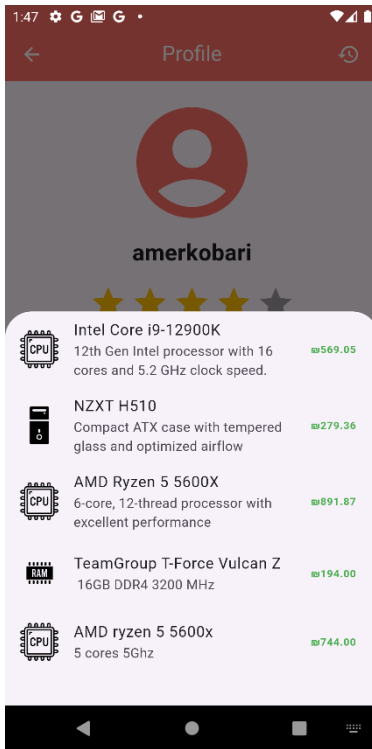 1:47
Profile
amerkobari
Intel Core i9-12900K
CPU
12th Gen Intel processor with 16
cores and 5.2 GHz clock speed.
₪569.05
NZXT H510
Compact ATX case with tempered
glass and optimized airflow
₪279.36
AMD Ryzen 5 5600X
CPU
6-core, 12-thread processor with
excellent performance
₪891.87
TeamGroup T-Force Vulcan Z
RAM
16GB DDR4 3200 MHz
₪194.00
AMD ryzen 5 5600x
CPU
5 cores 5Ghz
₪744.00